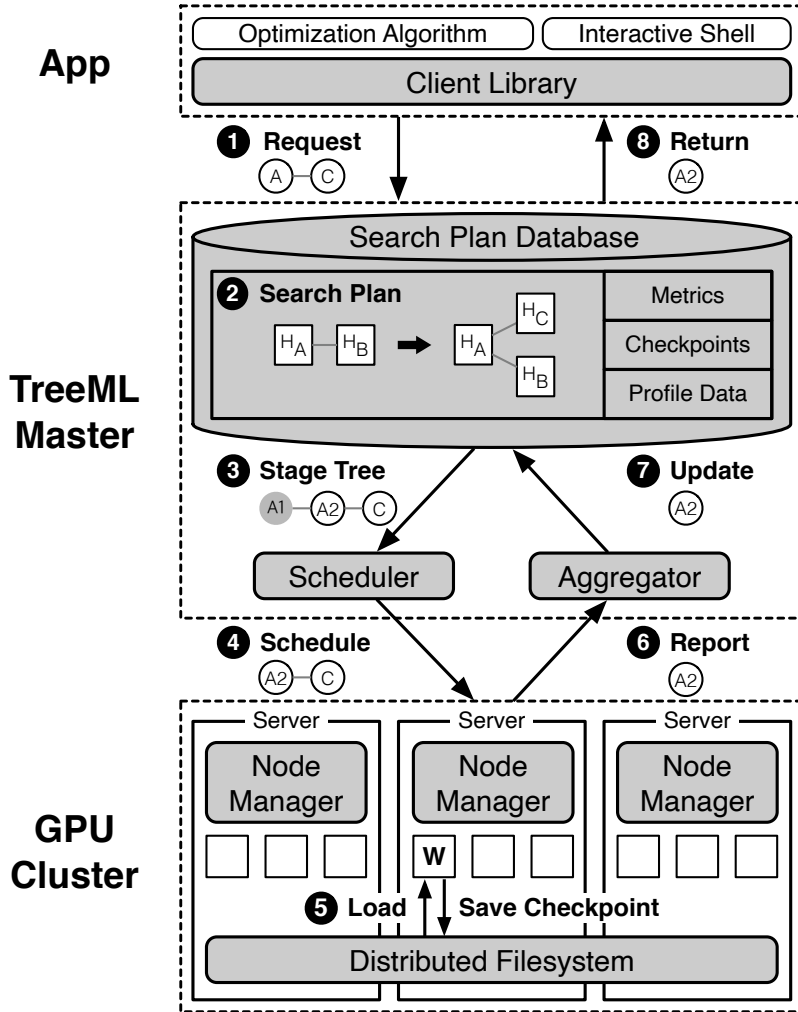 App
Optimization Algorithm
Interactive Shell
Client Library
1 Request
A C
8 Return
A2
TreeML
Master
Search Plan Database
2 Search Plan
HA HB HA HC HB
Metrics
Checkpoints
Profile Data
3 Stage Tree
A1 A2 C
7 Update
A2
Scheduler
Aggregator
4 Schedule
A2 C
6 Report
A2
GPU
Cluster
Server
Node
Manager
Server
Node
Manager
W
Server
Node
Manager
5 Load
Save Checkpoint
Distributed Filesystem